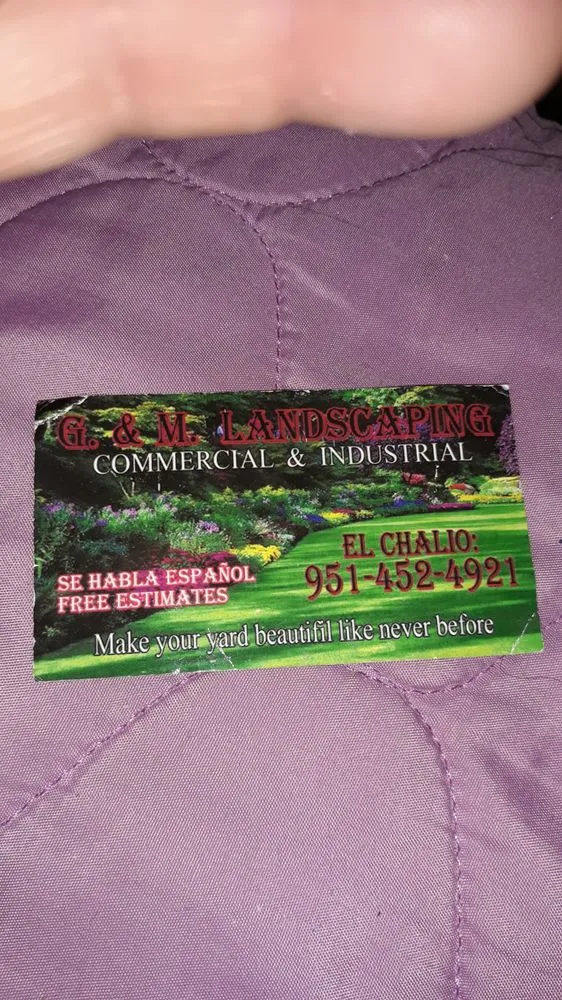 G. & M. LANDSCAPING
COMMERCIAL & INDUSTRIAL
EL CHALIO:
951-452-4921
SE HABLA ESPAÑOL
FREE ESTIMATES
Make your yard beautifil like never before